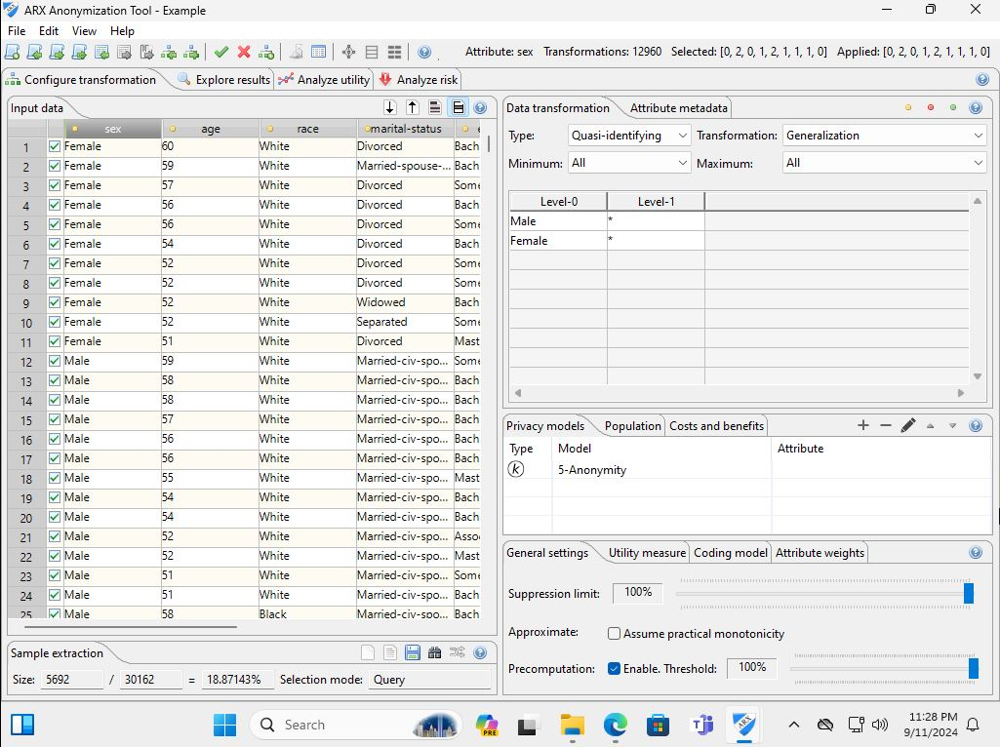 ARX Anonymization Tool - Example
File Edit View Help
Attribute: sex Transformations: 12960 Selected: [0, 2, 0, 1, 2, 1, 1, 1, 0] Applied: [0, 2, 0, 1, 2, 1, 1, 1, 0]
Configure transformation Explore results Analyze utility Analyze risk
Input data
sex age race marital-status e
1 Female 60 White Divorced Bach
2 Female 59 White Married-spouse-... Bach
3 Female 57 White Divorced Some
4 Female 56 White Divorced Bach
5 Female 56 White Divorced Some
6 Female 54 White Divorced Bach
7 Female 52 White Divorced Some
8 Female 52 White Divorced Some
9 Female 52 White Widowed Bach
10 Female 52 White Separated Some
11 Female 51 White Divorced Mast
12 Male 59 White Married-civ-spo... Some
13 Male 58 White Married-civ-spo... Bach
14 Male 58 White Married-civ-spo... Bach
15 Male 57 White Married-civ-spo... Bach
16 Male 56 White Married-civ-spo... Bach
17 Male 56 White Married-civ-spo... Bach
18 Male 55 White Married-civ-spo... Mast
19 Male 54 White Married-civ-spo... Bach
20 Male 54 White Married-civ-spo... Bach
21 Male 52 White Married-civ-spo... Asso
22 Male 52 White Married-civ-spo... Mast
23 Male 51 White Married-civ-spo... Some
24 Male 51 White Married-civ-spo... Bach
25 Male 58 Black Married-civ-spo... Bach
Sample extraction
Size: 5692 / 30162 = 18.87143% Selection mode: Query
Data transformation Attribute metadata
Type: Quasi-identifying Transformation: Generalization
Minimum: All Maximum: All
Level-0 Level-1
Male *
Female *
Privacy models Population Costs and benefits
Type Model Attribute
k 5-Anonymity
General settings Utility measure Coding model Attribute weights
Suppression limit: 100%
Approximate: Assume practical monotonicity
Precomputation: Enable. Threshold: 100%
Search
PRE
ARX
11:28 PM
9/11/2024